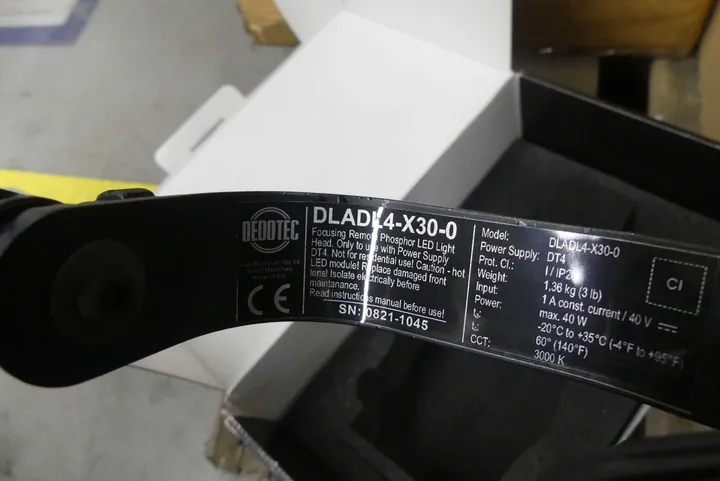 DEDOTEC
CE
DLADL4-X30-0
Focusing Remote Phosphor LED Light
Head. Only to use with Power Supply
DT4. Not for residential use! Caution - hot
LED module! Replace damaged front
lens! Isolate electrically before
maintanance.
Read instructions manual before use!
SN: 0821-1045
Model: DLADL4-X30-0
Power Supply: DT4
Prot. Cl.: I / IP20
Weight: 1,36 kg (3 lb)
Input: 1 A const. current / 40 V
Power: max. 40 W
-20°C to +35°C (-4°F to +95°F)
60° (140°F)
CCT: 3000 K
CI